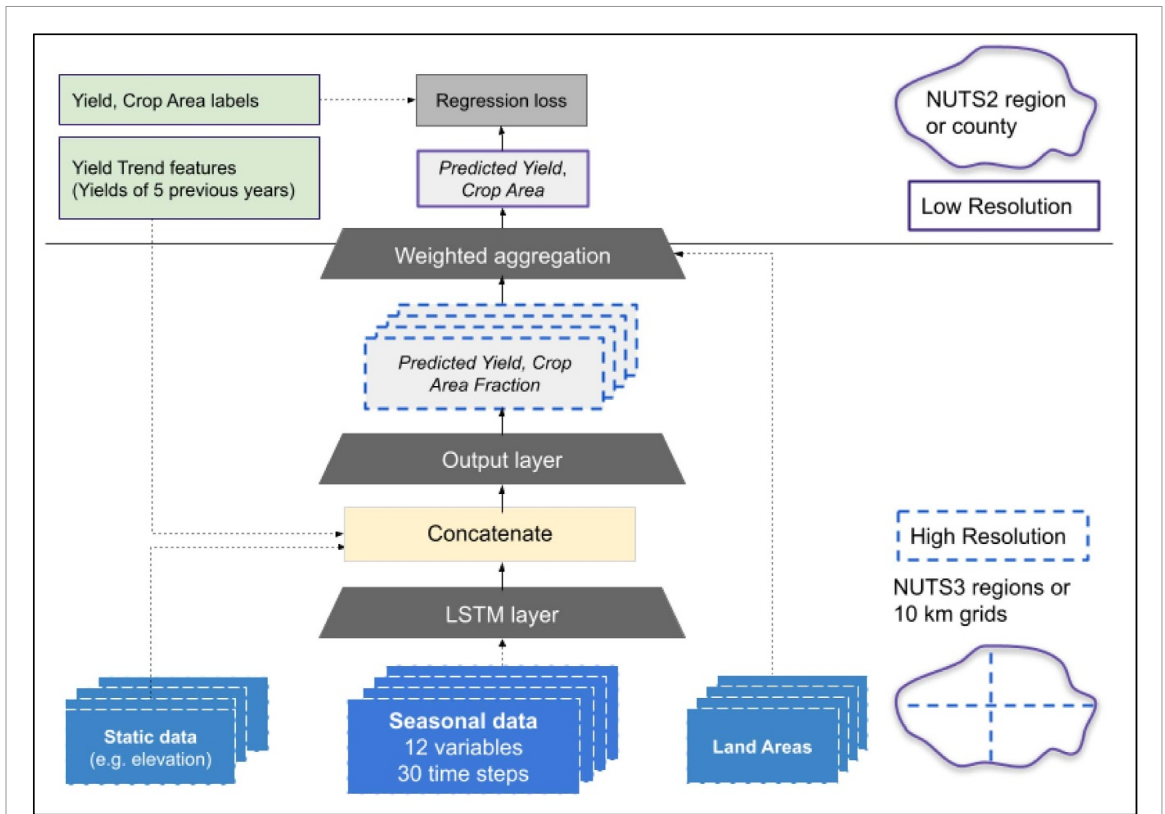 Yield, Crop Area labels
Regression loss
NUTS2 region
or county
Yield Trend features
(Yields of 5 previous years)
Predicted Yield,
Crop Area
Low Resolution
Weighted aggregation
Predicted Yield, Crop
Area Fraction
Output layer
Concatenate
High Resolution
NUTS3 regions or
10 km grids
LSTM layer
Static data
(e.g. elevation)
Seasonal data
12 variables
30 time steps
Land Areas